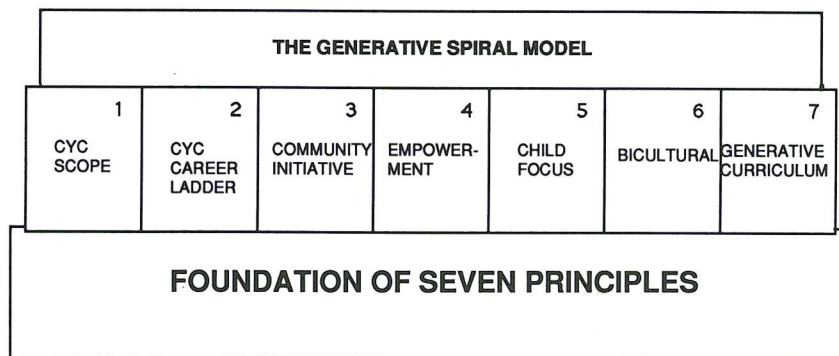 THE GENERATIVE SPIRAL MODEL
1
CYC
SCOPE
2
CYC
CAREER
LADDER
3
COMMUNITY
INITIATIVE
4
EMPOWER-
MENT
5
CHILD
FOCUS
6
BICULTURAL
7
GENERATIVE
CURRICULUM
FOUNDATION OF SEVEN PRINCIPLES